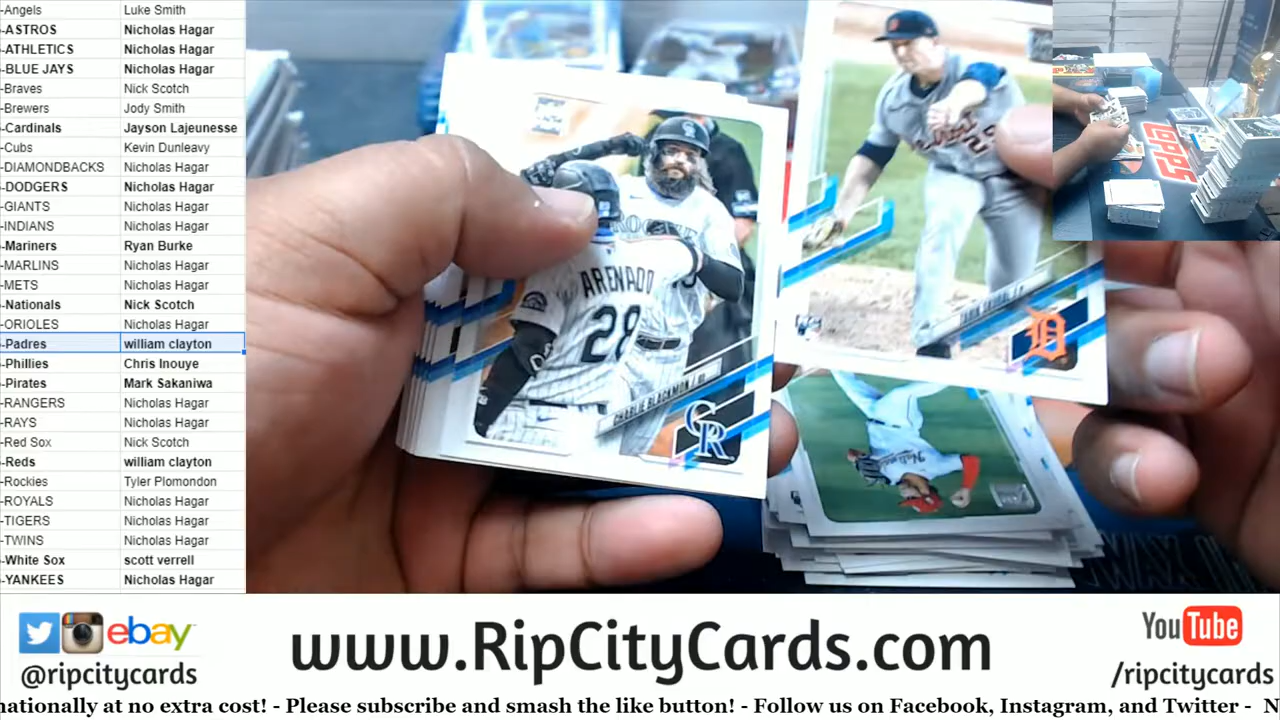 -Angels Luke Smith
-ASTROS Nicholas Hagar
-ATHLETICS Nicholas Hagar
-BLUE JAYS Nicholas Hagar
-Braves Nick Scotch
-Brewers Jody Smith
-Cardinals Jayson Lajeunesse
-Cubs Kevin Dunleavy
-DIAMONDBACKS Nicholas Hagar
-DODGERS Nicholas Hagar
-GIANTS Nicholas Hagar
-INDIANS Nicholas Hagar
-Mariners Ryan Burke
-MARLINS Nicholas Hagar
-METS Nicholas Hagar
-Nationals Nick Scotch
-ORIOLES Nicholas Hagar
-Padres william clayton
-Phillies Chris Inouye
-Pirates Mark Sakaniwa
-RANGERS Nicholas Hagar
-RAYS Nicholas Hagar
-Red Sox Nick Scotch
-Reds william clayton
-Rockies Tyler Plomondon
-ROYALS Nicholas Hagar
-TIGERS Nicholas Hagar
-TWINS Nicholas Hagar
-White Sox scott verrell
-YANKEES Nicholas Hagar
ARENADO
28
CHARLIE BLACKMON
CR
D
TOPPS
ebay
@ripcitycards
www.RipCityCards.com
YouTube
/ripcitycards
nationally at no extra cost! - Please subscribe and smash the like button! - Follow us on Facebook, Instagram, and Twitter - N